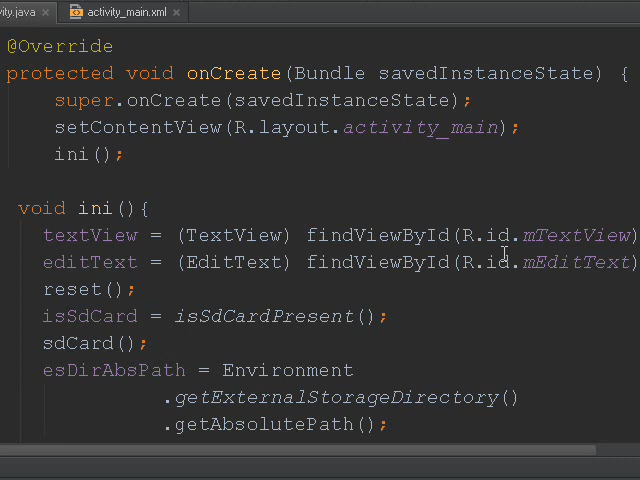 ity.java
activity_main.xml
@Override
protected void onCreate(Bundle savedInstanceState) {
super.onCreate(savedInstanceState);
setContentView(R.layout.activity_main);
ini();
void ini(){
textView = (TextView) findViewById(R.id.mTextView)
editText = (EditText) findViewById(R.id.mEditText)
reset();
isSdCard = isSdCardPresent();
sdCard();
esDirAbsPath = Environment
.getExternalStorageDirectory()
.getAbsolutePath();